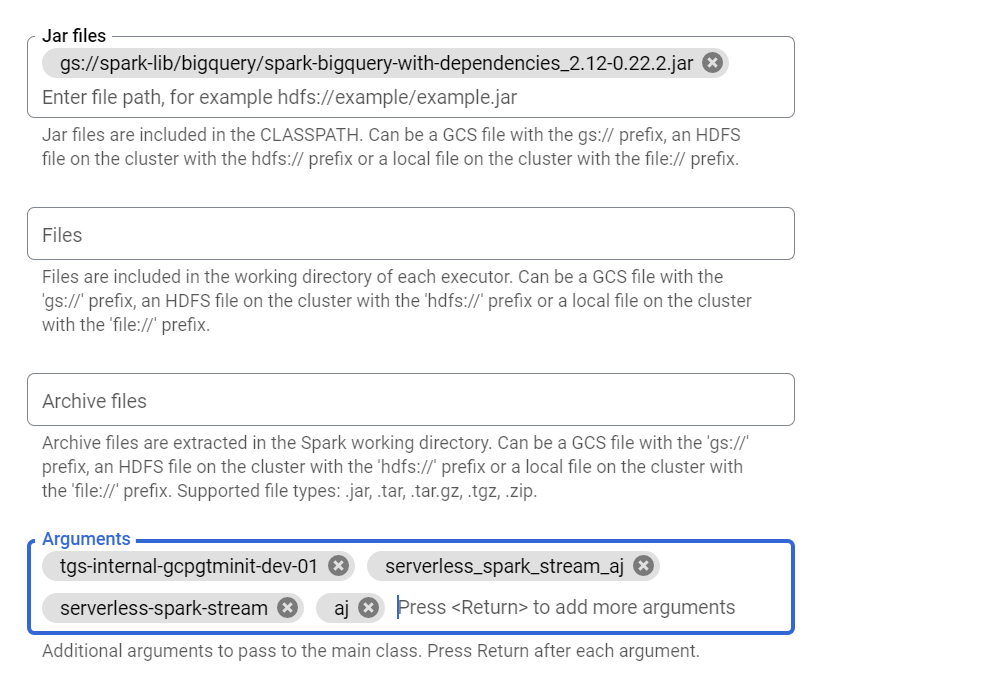 Jar files
gs://spark-lib/bigquery/spark-bigquery-with-dependencies_2.12-0.22.2.jar
Enter file path, for example hdfs://example/example.jar
Jar files are included in the CLASSPATH. Can be a GCS file with the gs:// prefix, an HDFS
file on the cluster with the hdfs:// prefix or a local file on the cluster with the file:// prefix.
Files
Files are included in the working directory of each executor. Can be a GCS file with the
'gs://' prefix, an HDFS file on the cluster with the 'hdfs://' prefix or a local file on the cluster
with the 'file://' prefix.
Archive files
Archive files are extracted in the Spark working directory. Can be a GCS file with the 'gs://'
prefix, an HDFS file on the cluster with the 'hdfs://' prefix or a local file on the cluster with
the 'file://' prefix. Supported file types: .jar, .tar, .tar.gz, .tgz, .zip.
Arguments
tgs-internal-gcpgtminit-dev-01 serverless_spark_stream_aj
serverless-spark-stream aj Press <Return> to add more arguments
Additional arguments to pass to the main class. Press Return after each argument.